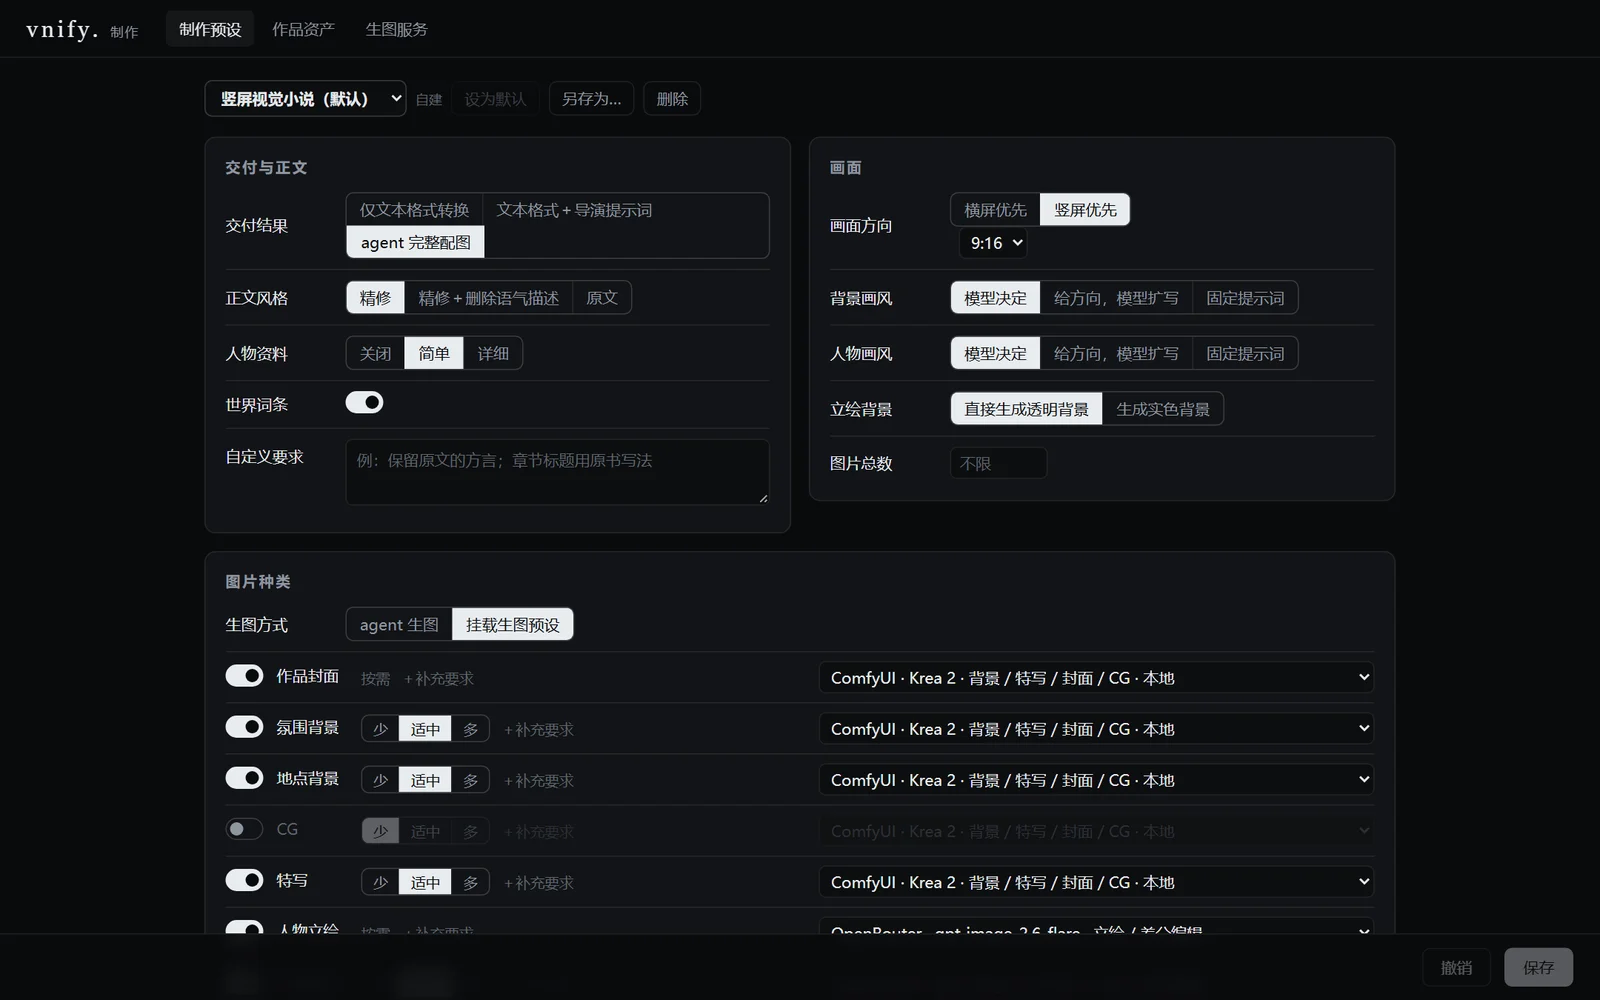 vnify. 制作 制作预设 作品资产 生图服务
竖屏视觉小说（默认） 自建 设为默认 另存为... 删除
交付与正文
交付结果 仅文本格式转换 文本格式 + 导演提示词
agent 完整配图
正文风格 精修 精修 + 删除语气描述 原文
人物资料 关闭 简单 详细
世界词条
自定义要求 例：保留原文的方言；章节标题用原书写法
画面
画面方向 横屏优先 竖屏优先
9:16
背景画风 模型决定 给方向，模型扩写 固定提示词
人物画风 模型决定 给方向，模型扩写 固定提示词
立绘背景 直接生成透明背景 生成实色背景
图片总数 不限
图片种类
生图方式 agent 生图 挂载生图预设
作品封面 按需 + 补充要求 ComfyUI · Krea 2 · 背景 / 特写 / 封面 / CG · 本地
氛围背景 少 适中 多 + 补充要求 ComfyUI · Krea 2 · 背景 / 特写 / 封面 / CG · 本地
地点背景 少 适中 多 + 补充要求 ComfyUI · Krea 2 · 背景 / 特写 / 封面 / CG · 本地
CG 少 适中 多 + 补充要求 ComfyUI · Krea 2 · 背景 / 特写 / 封面 / CG · 本地
特写 少 适中 多 + 补充要求 ComfyUI · Krea 2 · 背景 / 特写 / 封面 / CG · 本地
人物立绘 按需 + 补充要求 OpenRouter
撤销 保存